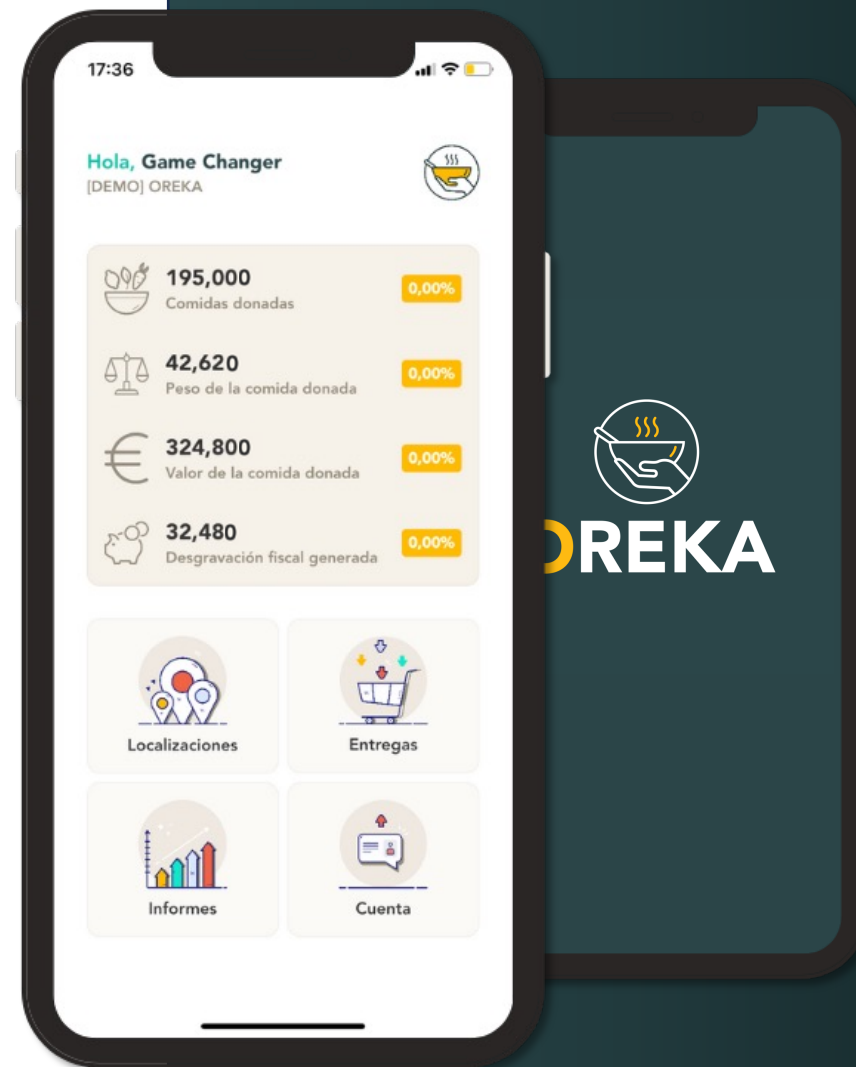 17:36
Hola, Game Changer
[DEMO] OREKA
195,000
Comidas donadas
0,00%
42,620
Peso de la comida donada
0,00%
324,800
Valor de la comida donada
0,00%
32,480
Desgravación fiscal generada
0,00%
Localizaciones
Entregas
Informes
Cuenta
OREKA